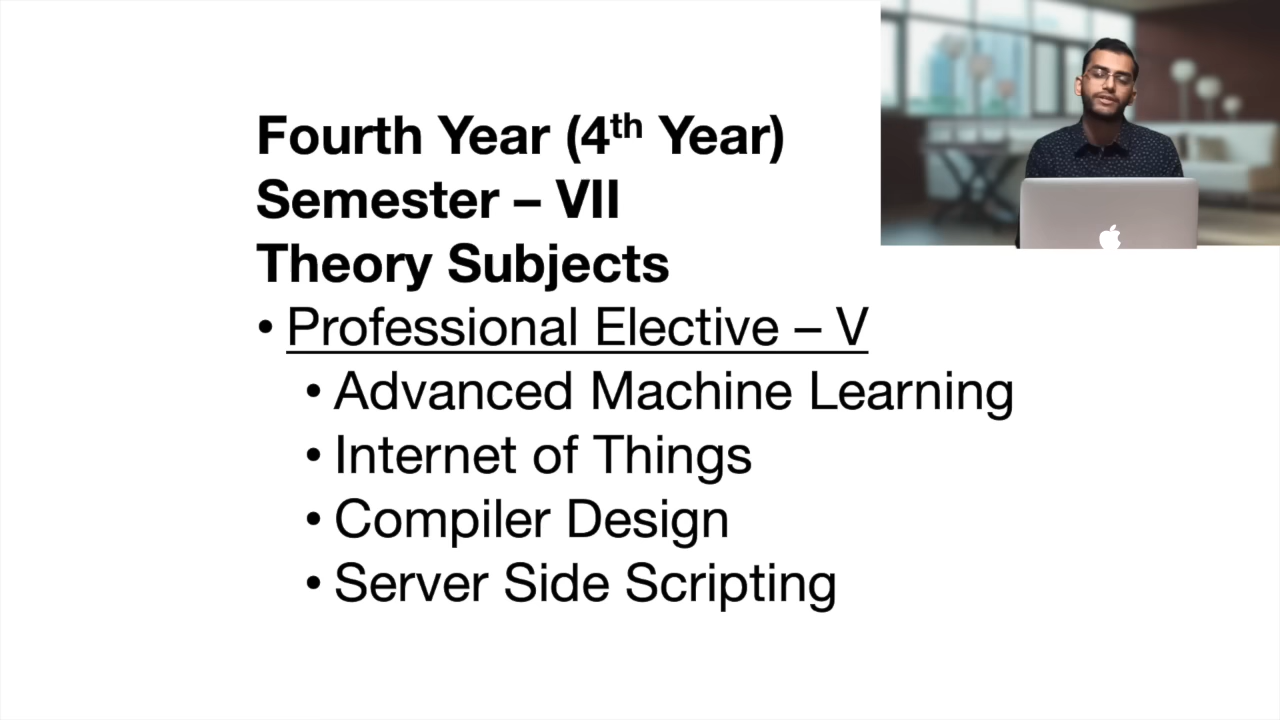 Fourth Year (4th Year)
Semester – VII
Theory Subjects
• Professional Elective – V
• Advanced Machine Learning
• Internet of Things
• Compiler Design
• Server Side Scripting